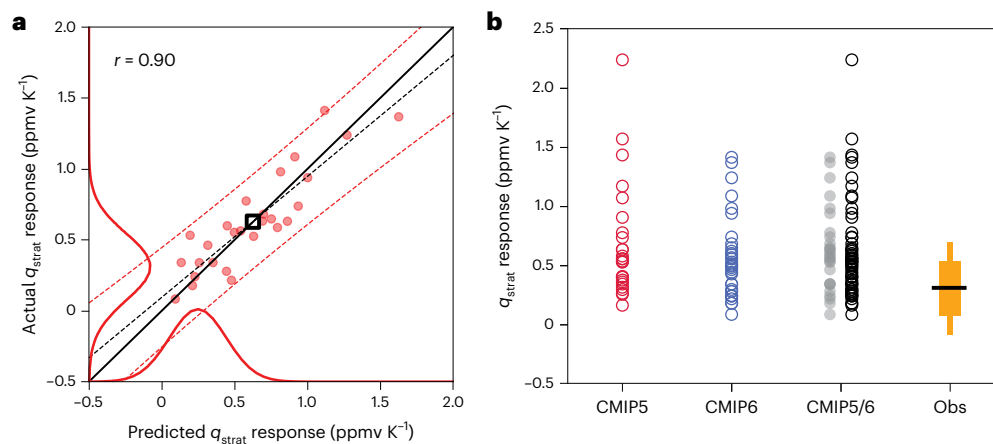 a
r = 0.90
Actual qstrat response (ppmv K–1)
2.0
1.5
1.0
0.5
0
–0.5
–0.5
0
0.5
1.0
1.5
2.0
Predicted qstrat response (ppmv K–1)
b
qstrat response (ppmv K–1)
2.5
2.0
1.5
1.0
0.5
0
–0.5
CMIP5
CMIP6
CMIP5/6
Obs